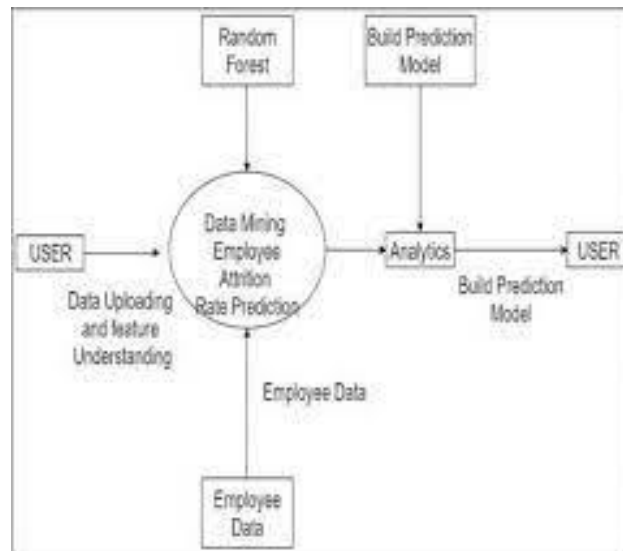 Random
Forest
Build Prediction
Model
USER
Data Mining
Employee
Attrition
Rate Prediction
Analytics
USER
Data Uploading
and feature
Understanding
Build Prediction
Model
Employee Data
Employee
Data